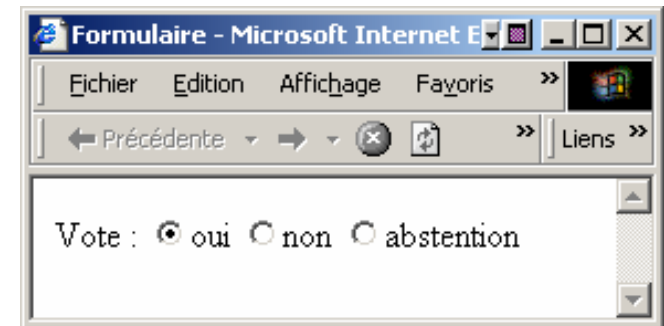 Formulaire - Microsoft Internet E
Fichier Edition Affichage Favoris »
Précédente » Liens »
Vote : oui non abstention